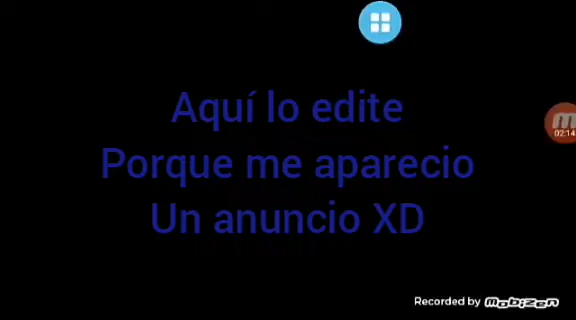 Aquí lo edite
Porque me aparecio
Un anuncio XD
02:14
Recorded by Mobizen